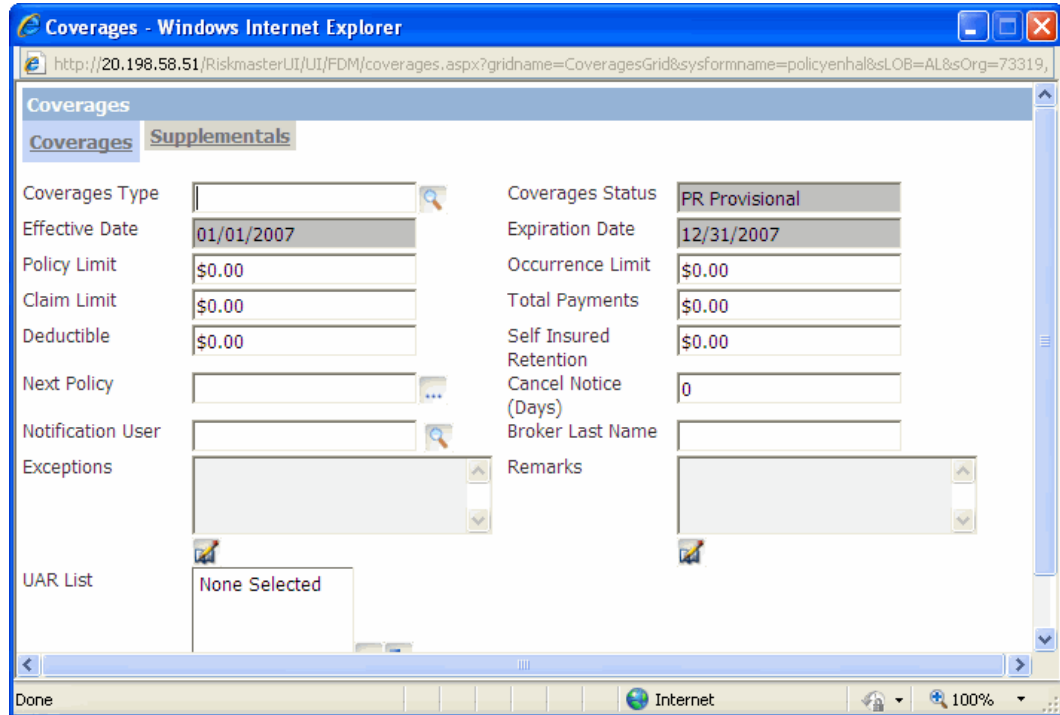 Coverages - Windows Internet Explorer
http://20.198.58.51/RiskmasterUI/UI/FDM/coverages.aspx?gridname=CoveragesGrid&sysformname=policyenhal&sLOB=AL&sOrg=73319,
Coverages
Coverages Supplementals
Coverages Type Coverages Status PR Provisional
Effective Date 01/01/2007 Expiration Date 12/31/2007
Policy Limit $0.00 Occurrence Limit $0.00
Claim Limit $0.00 Total Payments $0.00
Deductible $0.00 Self Insured Retention $0.00
Next Policy ... Cancel Notice (Days) 0
Notification User Broker Last Name
Exceptions Remarks
UAR List None Selected
Done Internet 100%